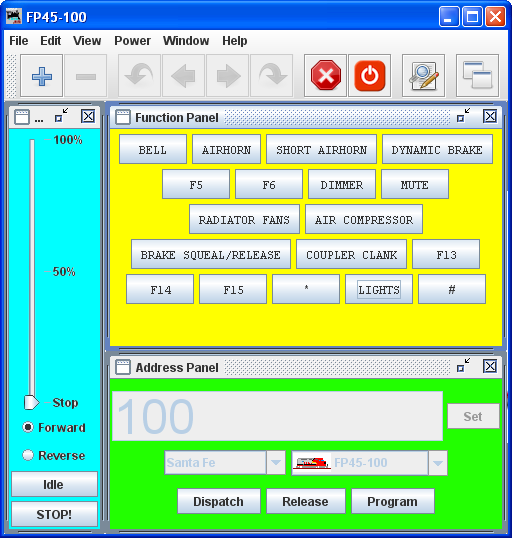 FP45-100
File Edit View Power Window Help
... Function Panel
100%
BELL AIRHORN SHORT AIRHORN DYNAMIC BRAKE
F5 F6 DIMMER MUTE
RADIATOR FANS AIR COMPRESSOR
BRAKE SQUEAL/RELEASE COUPLER CLANK F13
50%
F14 F15 * LIGHTS #
Address Panel
Stop
100 Set
Forward
Reverse
Santa Fe FP45-100
Idle
Dispatch Release Program
STOP!